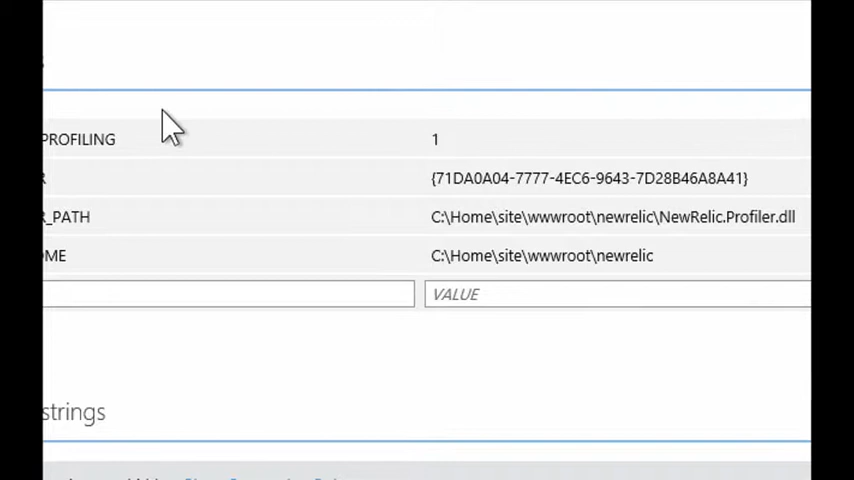 PROFILING 1
R {71DA0A04-7777-4EC6-9643-7D28B46A8A41}
R_PATH C:\Home\site\wwwroot\newrelic\NewRelic.Profiler.dll
OME C:\Home\site\wwwroot\newrelic
VALUE
strings